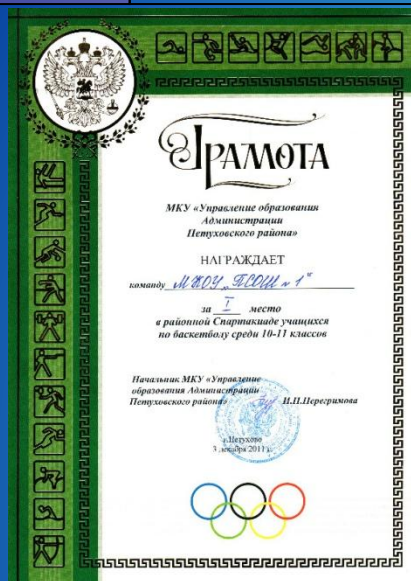 Грамота
МКУ «Управление образования
Администрации
Петуховского района»
НАГРАЖДАЕТ
команду МКОУ „ПСОШ № 1"
за I место
в районной Спартакиаде учащихся
по баскетболу среди 10-11 классов
Начальник МКУ «Управление
образования Администрации
Петуховского района» И.П.Перегримова
г.Петухово
3 декабря 2011 г.